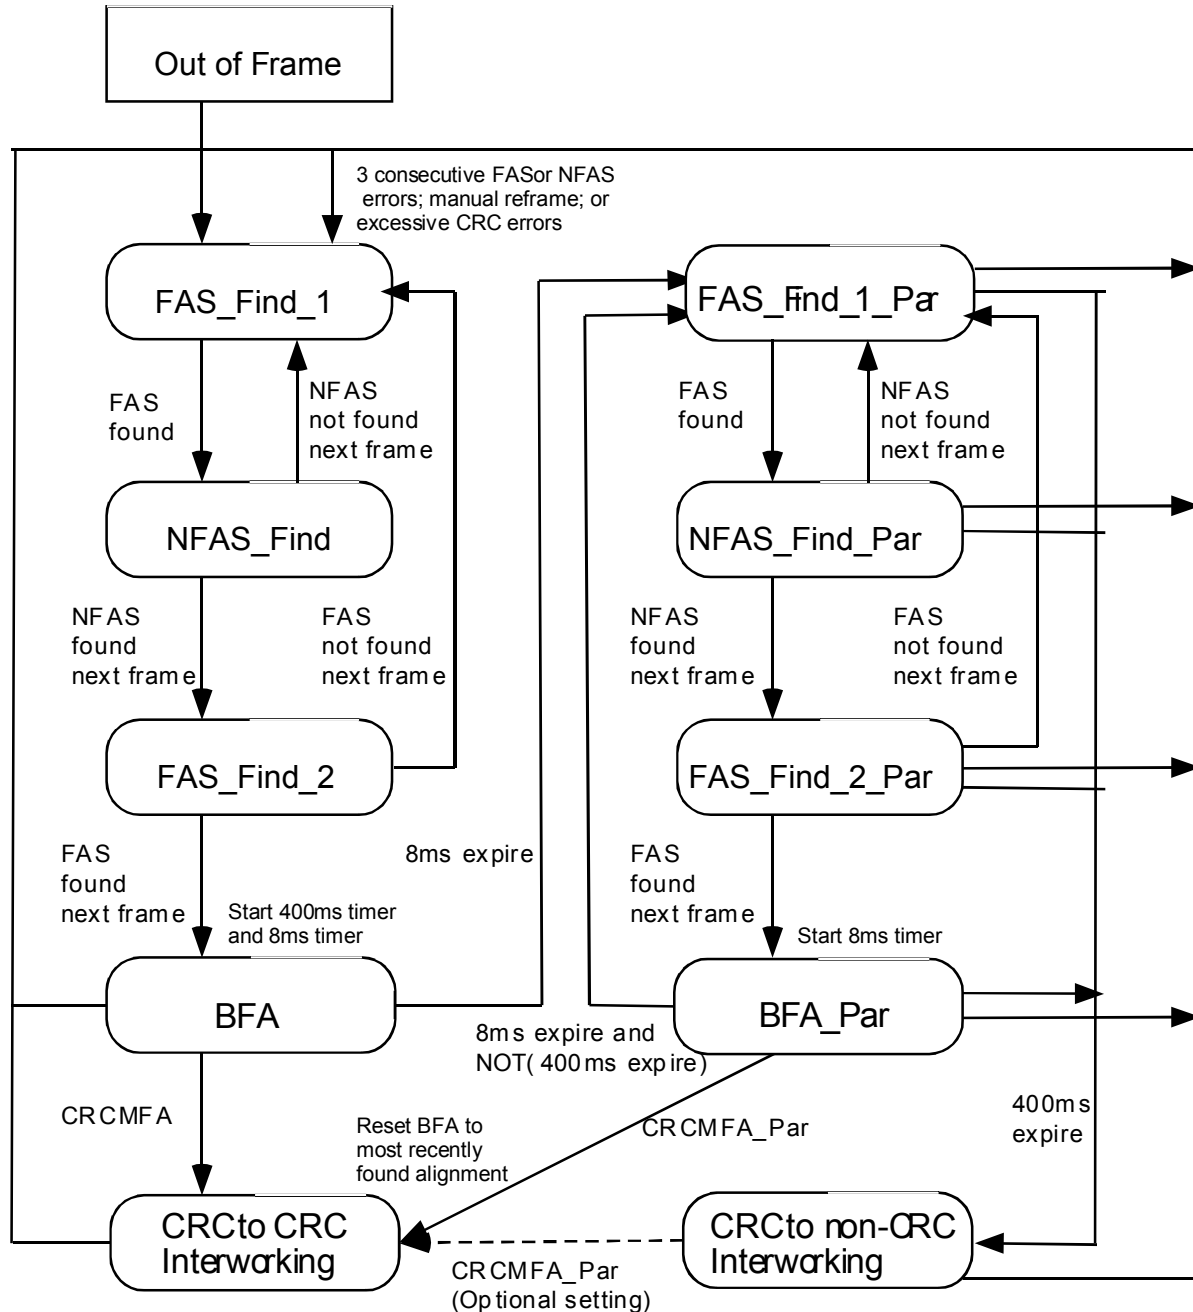 Out of Frame
3 consecutive FASor NFAS
errors; manual reframe; or
excessive CRC errors
FAS_Find_1
FAS_Find_1_Par
FAS
found
NFAS
not found
next frame
FAS
found
NFAS
not found
next frame
NFAS_Find
NFAS_Find_Par
NFAS
found
next frame
FAS
not found
next frame
NFAS
found
next frame
FAS
not found
next frame
FAS_Find_2
FAS_Find_2_Par
FAS
found
next frame
8ms expire
FAS
found
next frame
Start 400ms timer
and 8ms timer
Start 8ms timer
BFA
BFA_Par
8ms expire and
NOT( 400ms expire)
CRCMFA
Reset BFA to
most recently
found alignment
CRCMFA_Par
400ms
expire
CRCto CRC
Interworking
CRCto non-CRC
Interworking
CRCMFA_Par
(Optional setting)